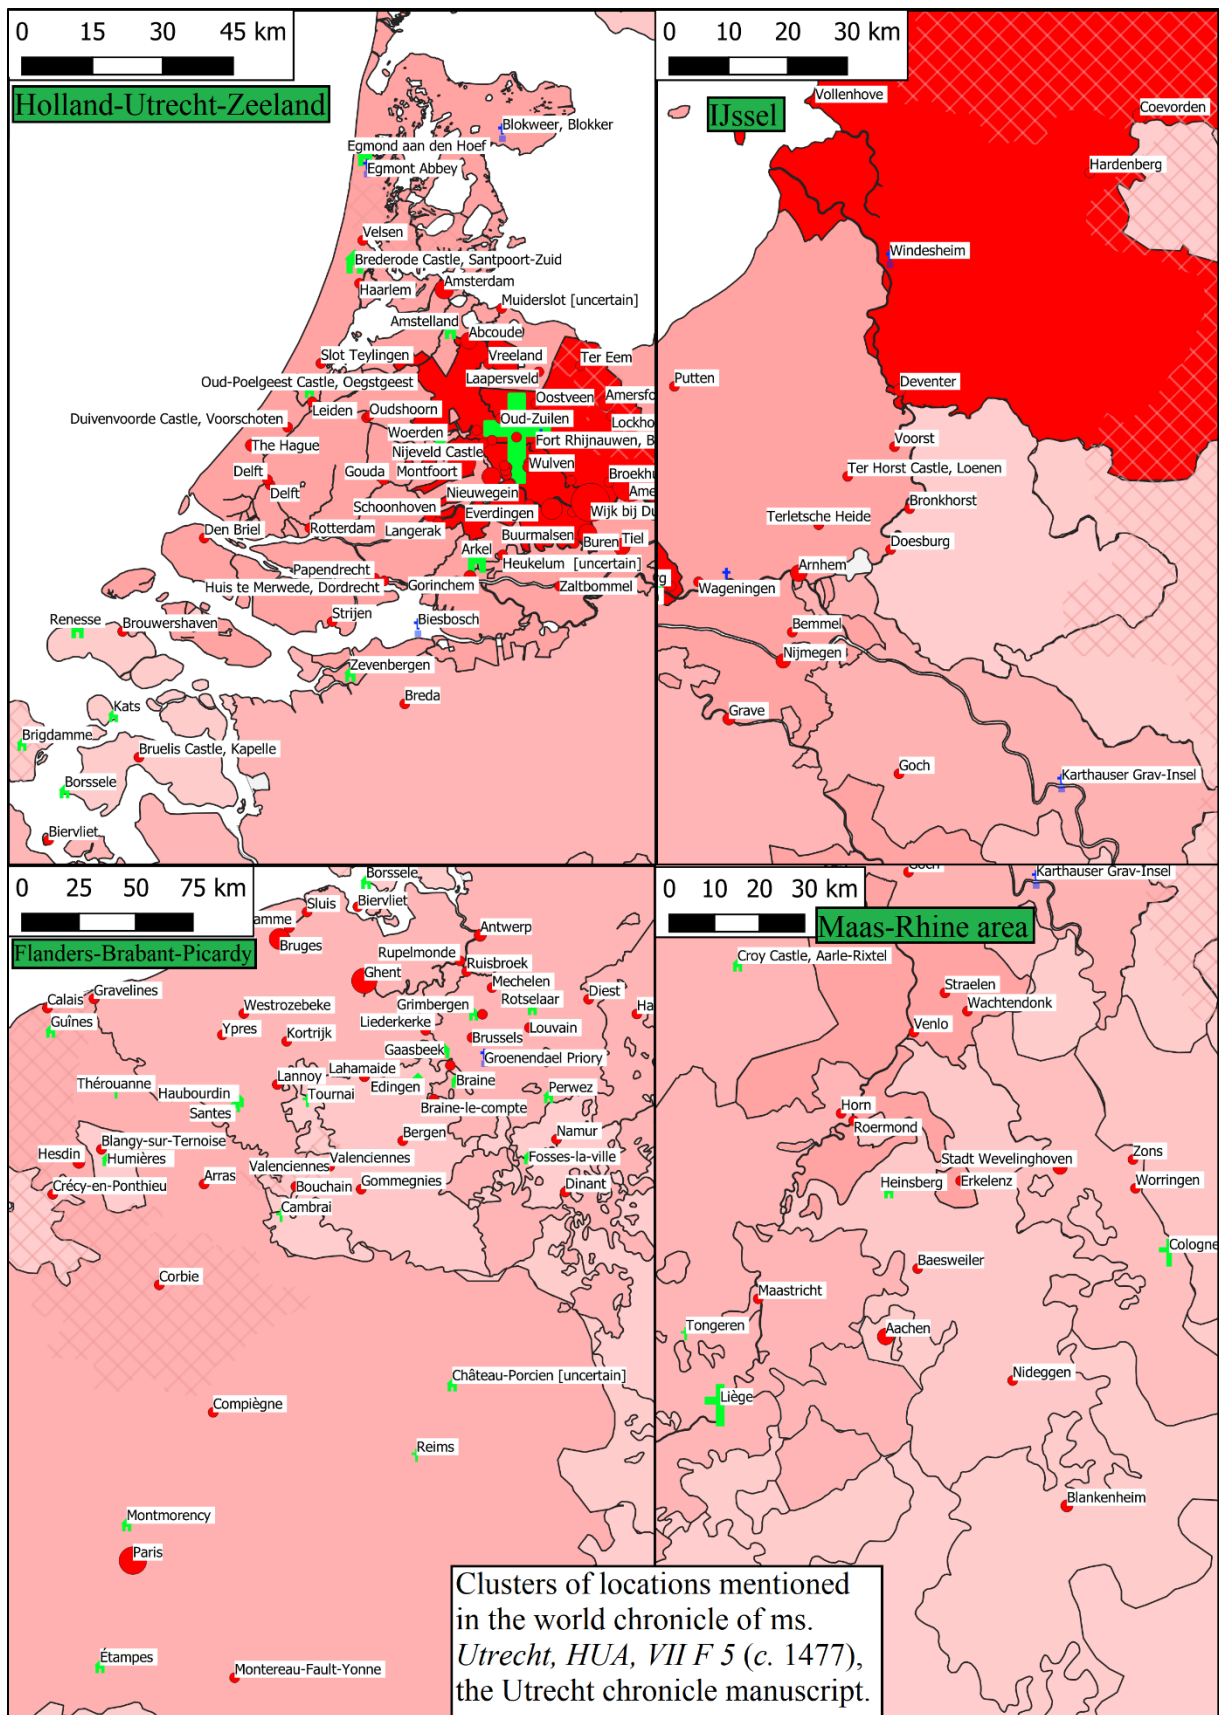 0 15 30 45 km
Holland-Utrecht-Zeeland
Blokweer, Blokker
Egmond aan den Hoef
Egmont Abbey
Velsen
Brederode Castle, Santpoort-Zuid
Haarlem
Amsterdam
Muiderslot [uncertain]
Amstelland
Abcoude
Slot Teylingen
Vreeland
Ter Eem
Laapersveld
Oud-Poelgeest Castle, Oegstgeest
Oostveen
Amersfo
Leiden
Oudshoorn
Oud-Zuilen
Lockho
Duivenvoorde Castle, Voorschoten
Woerden
Fort Rhijnauwen, B
The Hague
Nijeveld Castle
Wulven
Delft
Gouda
Montfoort
Broekhu
Delft
Nieuwegein
Ame
Schoonhoven
Everdingen
Wijk bij Du
Den Briel
Rotterdam
Langerak
Buurmalsen
Buren
Tiel
Arkel
Papendrecht
Heukelum [uncertain]
Huis te Merwede, Dordrecht
Gorinchem
Zaltbommel
Renesse
Brouwershaven
Strijen
Biesbosch
Zevenbergen
Breda
Kats
Brigdamme
Bruelis Castle, Kapelle
Borssele
Biervliet
0 10 20 30 km
IJssel
Vollenhove
Coevorden
Hardenberg
Windesheim
Putten
Deventer
Voorst
Ter Horst Castle, Loenen
Bronkhorst
Terletsche Heide
Doesburg
Arnhem
rg
Wageningen
Bemmel
Nijmegen
Grave
Goch
Karthauser Grav-Insel
0 25 50 75 km
Flanders-Brabant-Picardy
Borssele
Sluis
Biervliet
amme
Bruges
Antwerp
Rupelmonde
Ruisbroek
Ghent
Mechelen
Calais
Gravelines
Westrozebeke
Grimbergen
Rotselaar
Diest
Ha
Guînes
Ypres
Kortrijk
Liederkerke
Louvain
Brussels
Gaasbeek
Groenendael Priory
Thérouanne
Lannoy
Lahamaide
Edingen
Braine
Haubourdin
Tournai
Perwez
Santes
Braine-le-compte
Blangy-sur-Ternoise
Bergen
Namur
Hesdin
Humières
Valenciennes
Valenciennes
Fosses-la-ville
Crécy-en-Ponthieu
Arras
Bouchain
Gommegnies
Dinant
Cambrai
Corbie
Château-Porcien [uncertain]
Compiègne
Reims
Montmorency
Paris
Étampes
Montereau-Fault-Yonne
0 10 20 30 km
Maas-Rhine area
Goch
Karthauser Grav-Insel
Croy Castle, Aarle-Rixtel
Straelen
Wachtendonk
Venlo
Horn
Roermond
Stadt Wevelinghoven
Zons
Heinsberg
Erkelenz
Worringen
Cologne
Baesweiler
Maastricht
Tongeren
Aachen
Liège
Nideggen
Blankenheim
Clusters of locations mentioned
in the world chronicle of ms.
Utrecht, HUA, VII F 5 (c. 1477),
the Utrecht chronicle manuscript.